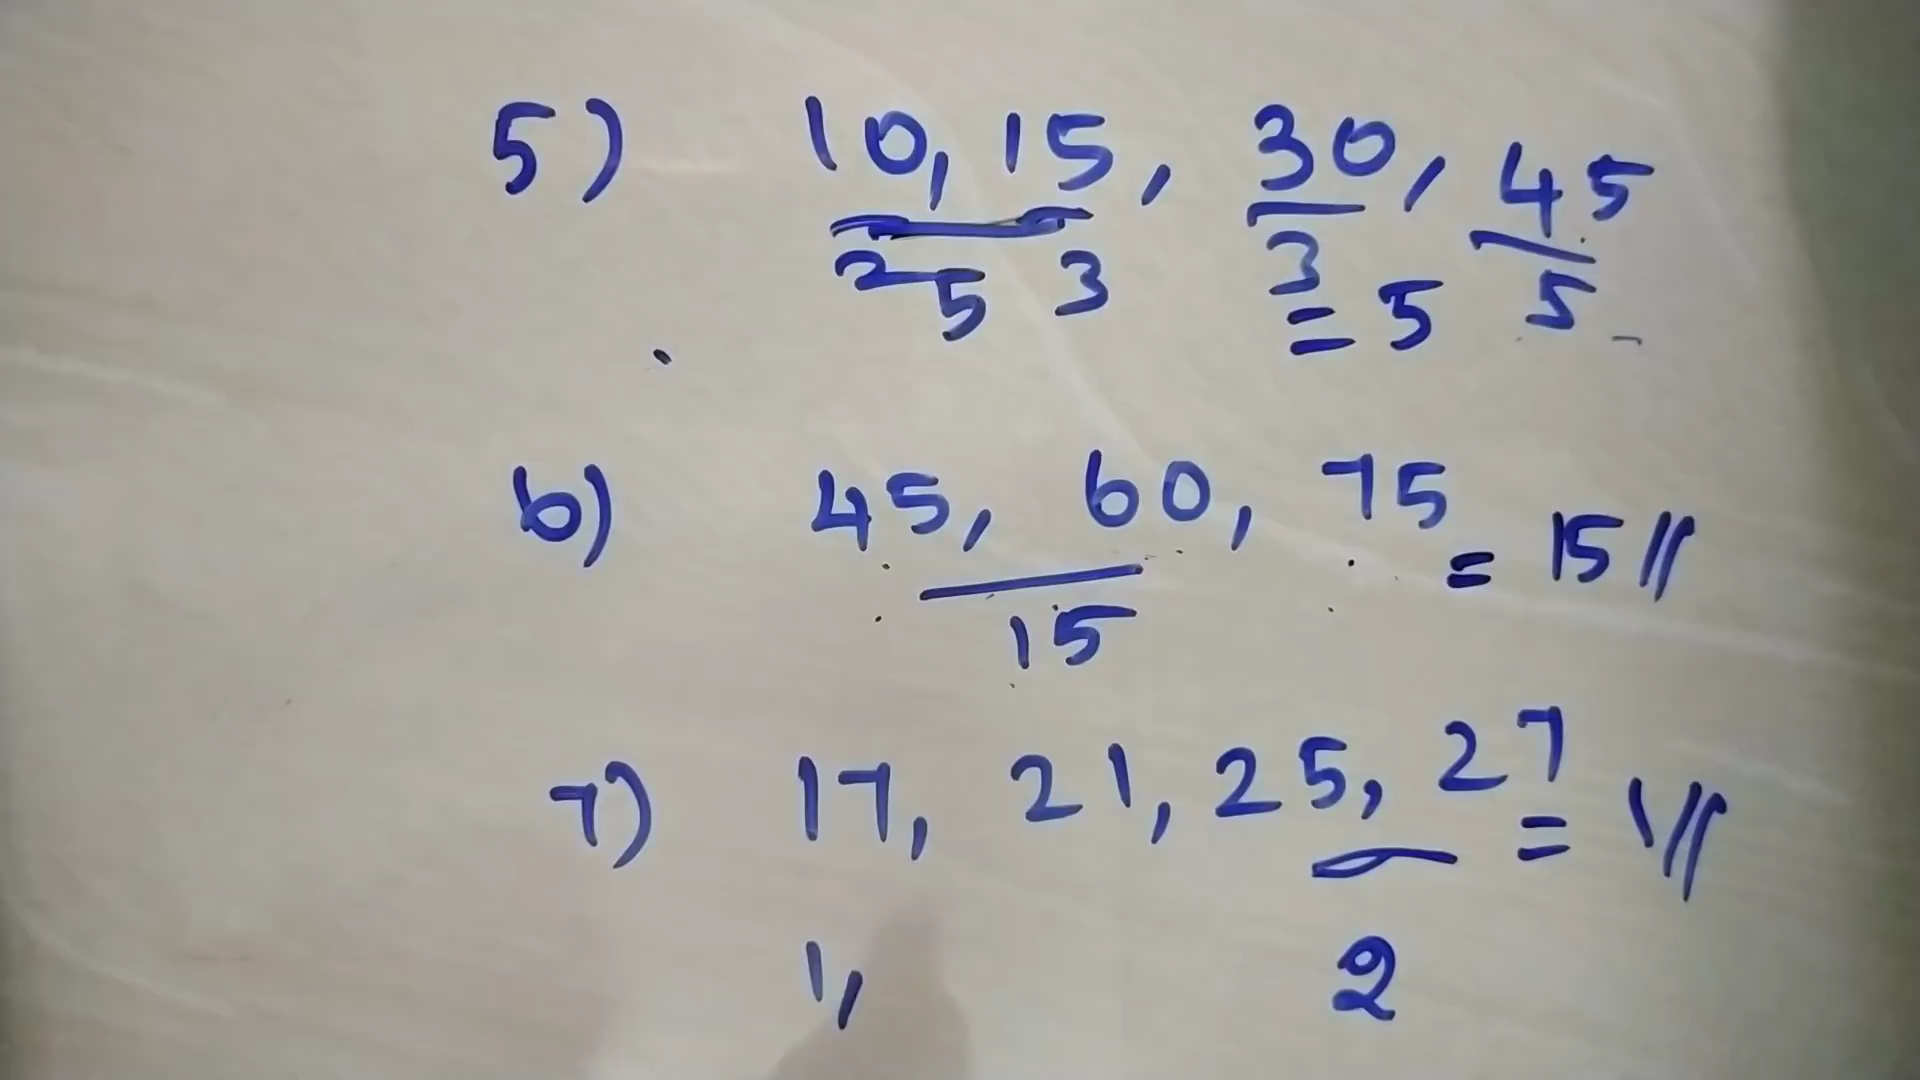 5) 10, 15, 30, 45
2 5 3 3 = 5 5
6) 45, 60, 75 = 15 //
15
7) 17, 21, 25, 27 = 1 //
1, 2